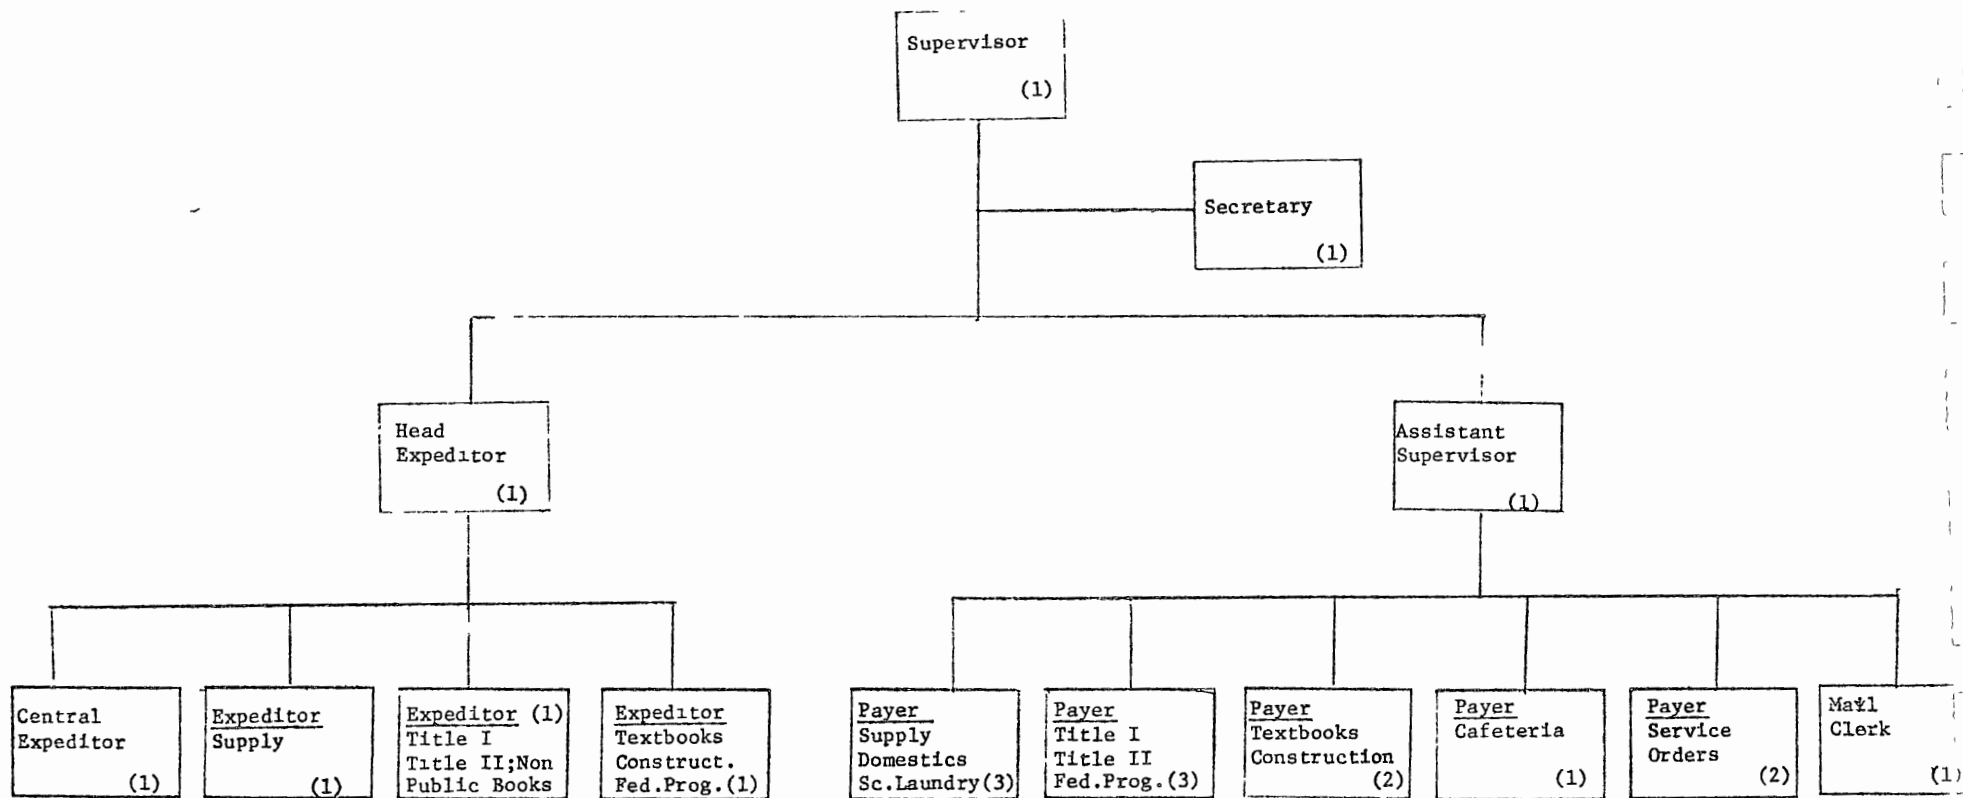 Supervisor
(1)
Secretary
(1)
Head
Expeditor
(1)
Assistant
Supervisor
(1)
Central
Expeditor
(1)
Expeditor
Supply
(1)
Expeditor (1)
Title I
Title II;Non
Public Books
Expeditor
Textbooks
Construct.
Fed.Prog.(1)
Payer
Supply
Domestics
Sc.Laundry(3)
Payer
Title I
Title II
Fed.Prog.(3)
Payer
Textbooks
Construction
(2)
Payer
Cafeteria
(1)
Payer
Service
Orders
(2)
Mail
Clerk
(1)